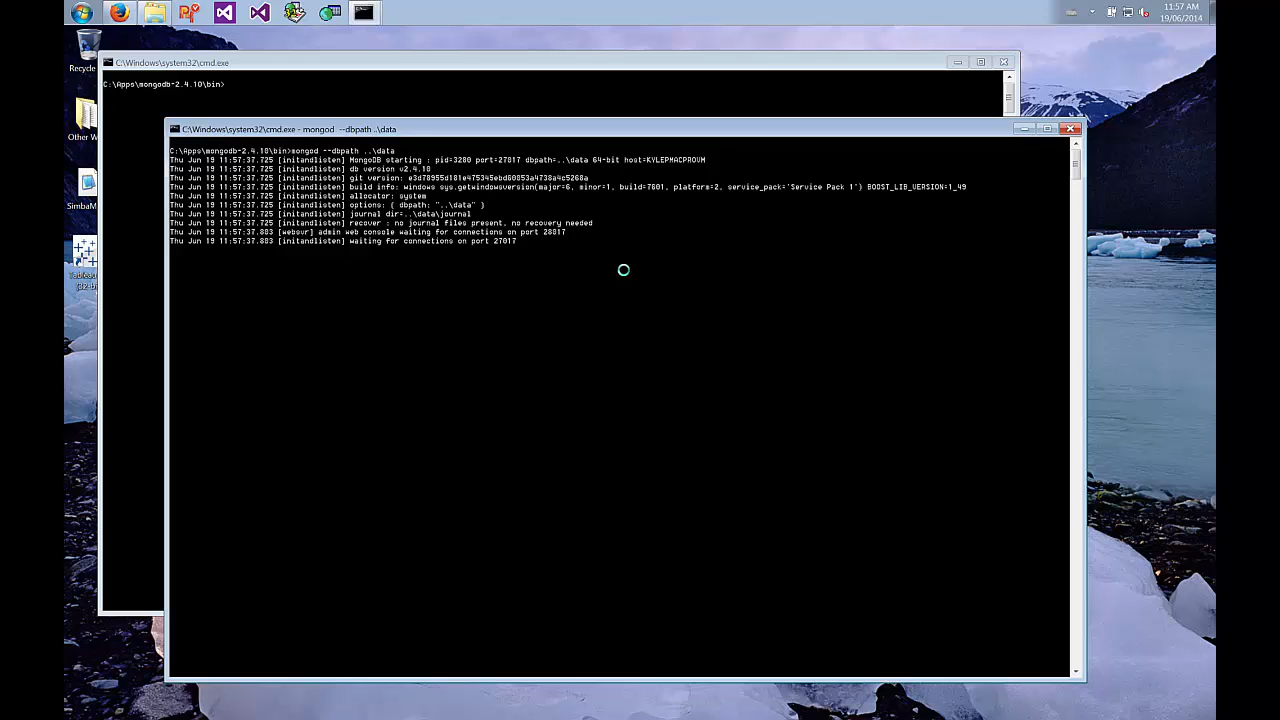 11:57 AM
19/06/2014
Recycle
C:\Windows\system32\cmd.exe
C:\Apps\mongodb-2.4.10\bin>
Other W
SimbaM
Tableau
(32-bi
C:\Windows\system32\cmd.exe - mongod --dbpath ..\data
C:\Apps\mongodb-2.4.10\bin>mongod --dbpath ..\data
Thu Jun 19 11:57:37.725 [initandlisten] MongoDB starting : pid=3280 port=27017 dbpath=..\data 64-bit host=KYLEPMACPROVM
Thu Jun 19 11:57:37.725 [initandlisten] db version v2.4.10
Thu Jun 19 11:57:37.725 [initandlisten] git version: e3d78955d181e475345ebd60053a4738a4c5268a
Thu Jun 19 11:57:37.725 [initandlisten] build info: windows sys.getwindowsversion(major=6, minor=1, build=7601, platform=2, service_pack='Service Pack 1') BOOST_LIB_VERSION=1_49
Thu Jun 19 11:57:37.725 [initandlisten] allocator: system
Thu Jun 19 11:57:37.725 [initandlisten] options: { dbpath: "..\data" }
Thu Jun 19 11:57:37.725 [initandlisten] journal dir=..\data\journal
Thu Jun 19 11:57:37.725 [initandlisten] recover : no journal files present, no recovery needed
Thu Jun 19 11:57:37.803 [websvr] admin web console waiting for connections on port 28017
Thu Jun 19 11:57:37.803 [initandlisten] waiting for connections on port 27017